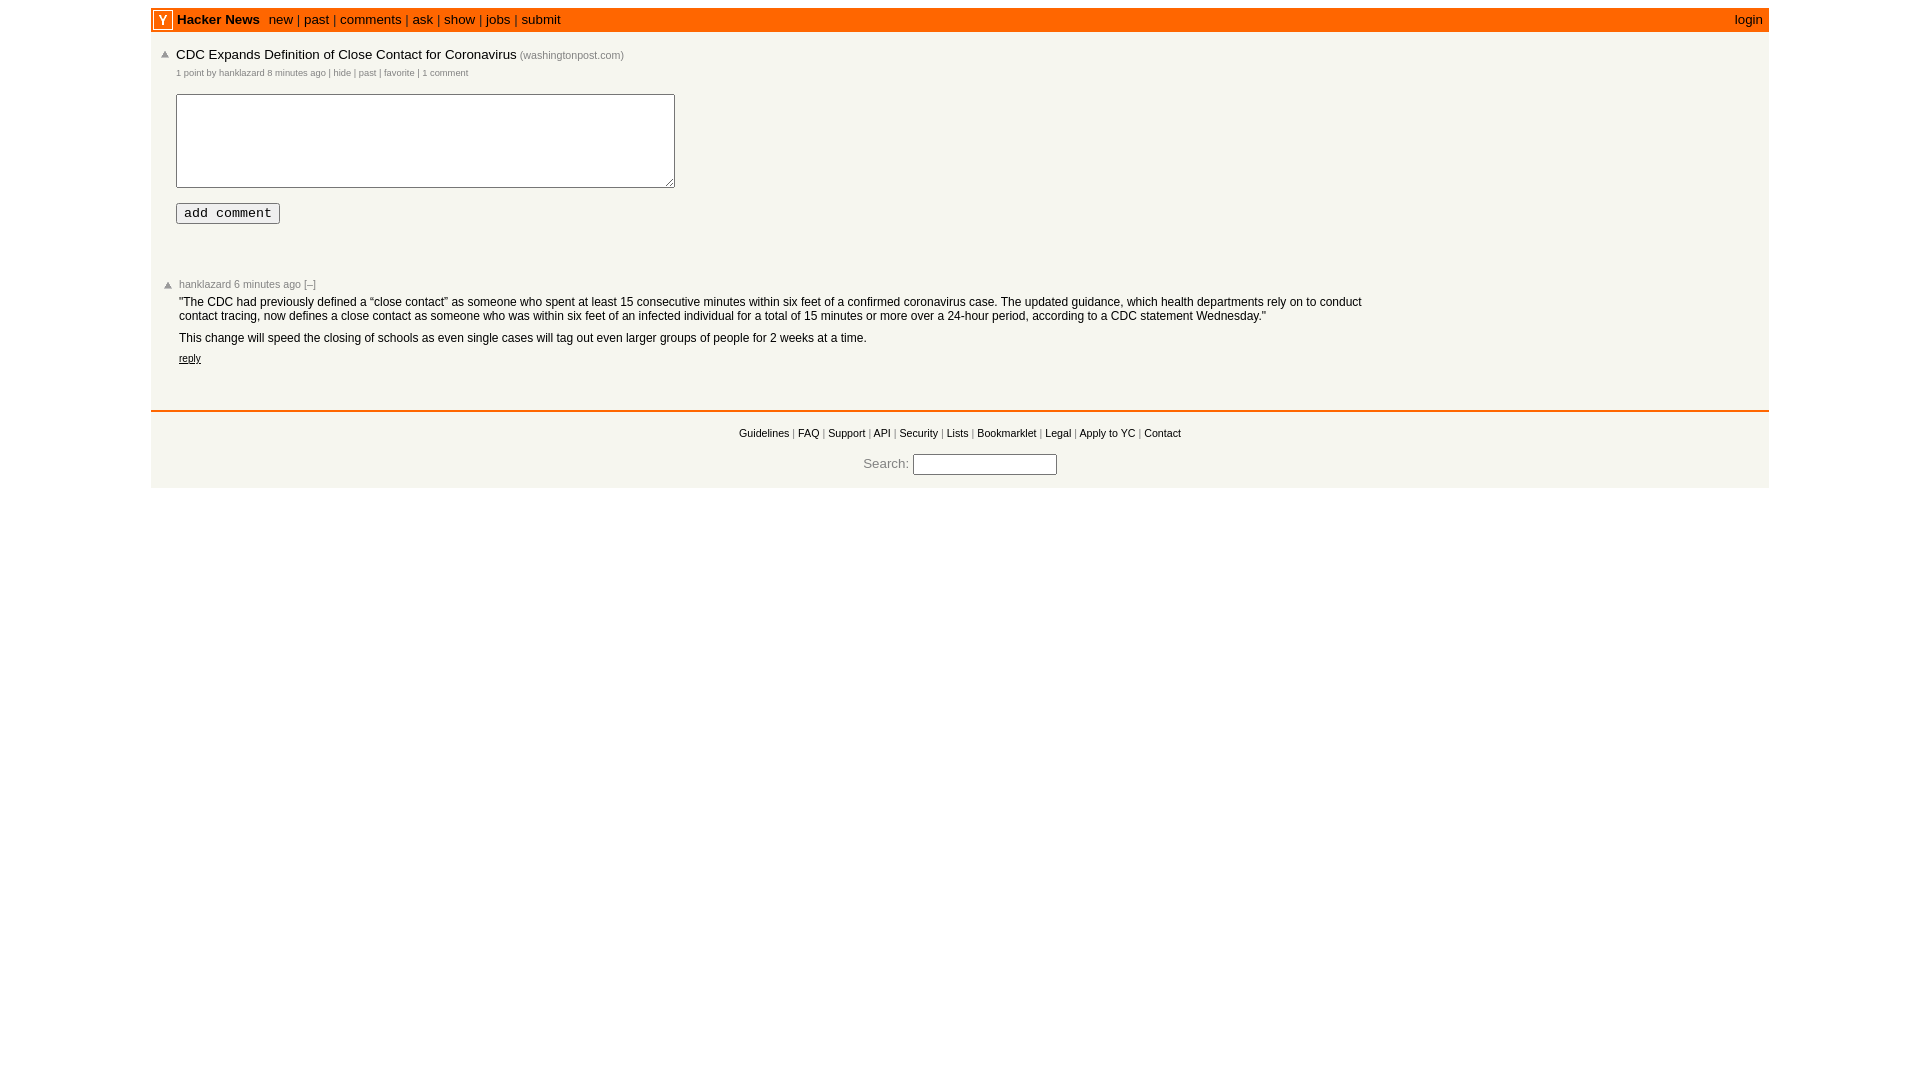 Y Hacker News new | past | comments | ask | show | jobs | submit login
CDC Expands Definition of Close Contact for Coronavirus (washingtonpost.com)
1 point by hanklazard 8 minutes ago | hide | past | favorite | 1 comment
add comment
hanklazard 6 minutes ago [–]
"The CDC had previously defined a “close contact” as someone who spent at least 15 consecutive minutes within six feet of a confirmed coronavirus case. The updated guidance, which health departments rely on to conduct
contact tracing, now defines a close contact as someone who was within six feet of an infected individual for a total of 15 minutes or more over a 24-hour period, according to a CDC statement Wednesday."
This change will speed the closing of schools as even single cases will tag out even larger groups of people for 2 weeks at a time.
reply
Guidelines | FAQ | Support | API | Security | Lists | Bookmarklet | Legal | Apply to YC | Contact
Search: